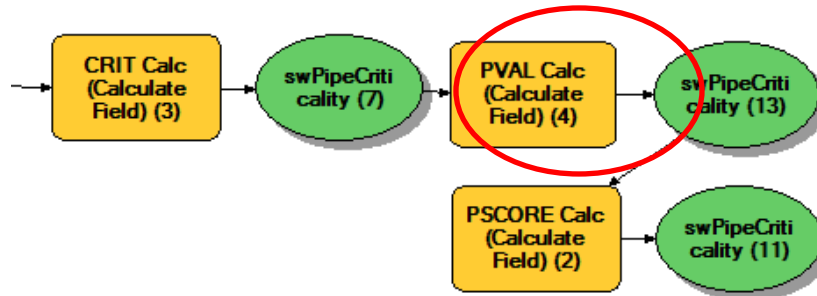 CRIT Calc
(Calculate
Field) (3)
swPipeCriti
cality (7)
PVAL Calc
(Calculate
Field) (4)
swPipeCriti
cality (13)
PSCORE Calc
(Calculate
Field) (2)
swPipeCriti
cality (11)